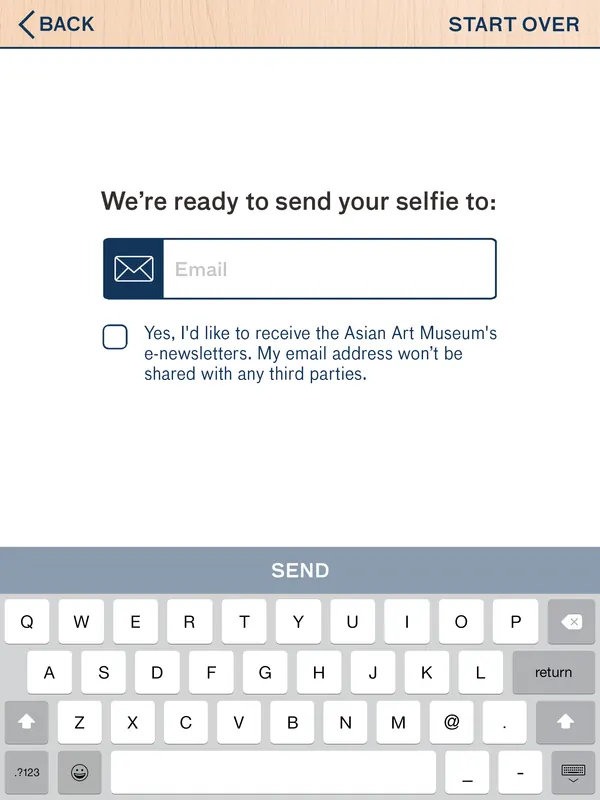 BACK
START OVER
We’re ready to send your selfie to:
Email
Yes, I'd like to receive the Asian Art Museum's
e-newsletters. My email address won’t be
shared with any third parties.
SEND
Q W E R T Y U I O P
A S D F G H J K L return
Z X C V B N M @ .
.?123 _ -